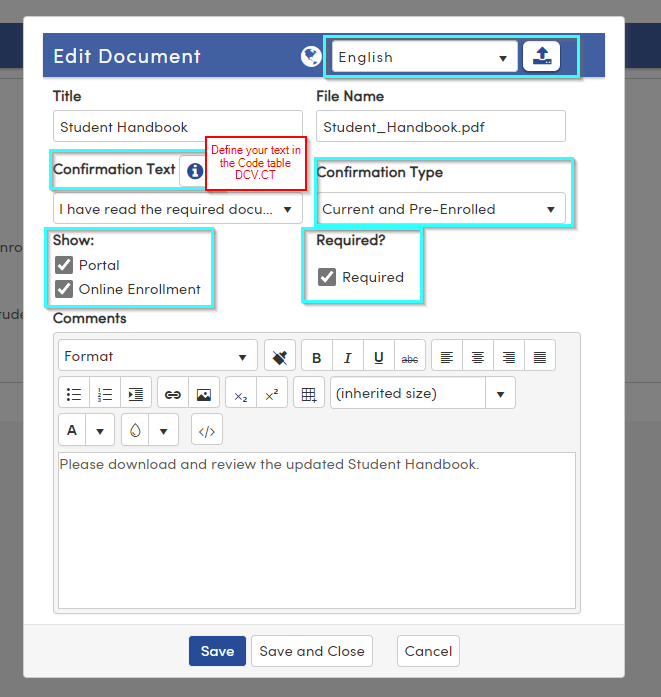 Edit Document
English
Title
File Name
Student Handbook
Student_Handbook.pdf
Define your text in
the Code table
DCV.CT
Confirmation Text
Confirmation Type
I have read the required docu...
Current and Pre-Enrolled
nro
Show:
Required?
Portal
Required
Online Enrollment
tude
Comments
Format
B I U abc
(inherited size)
A
Please download and review the updated Student Handbook.
Save
Save and Close
Cancel